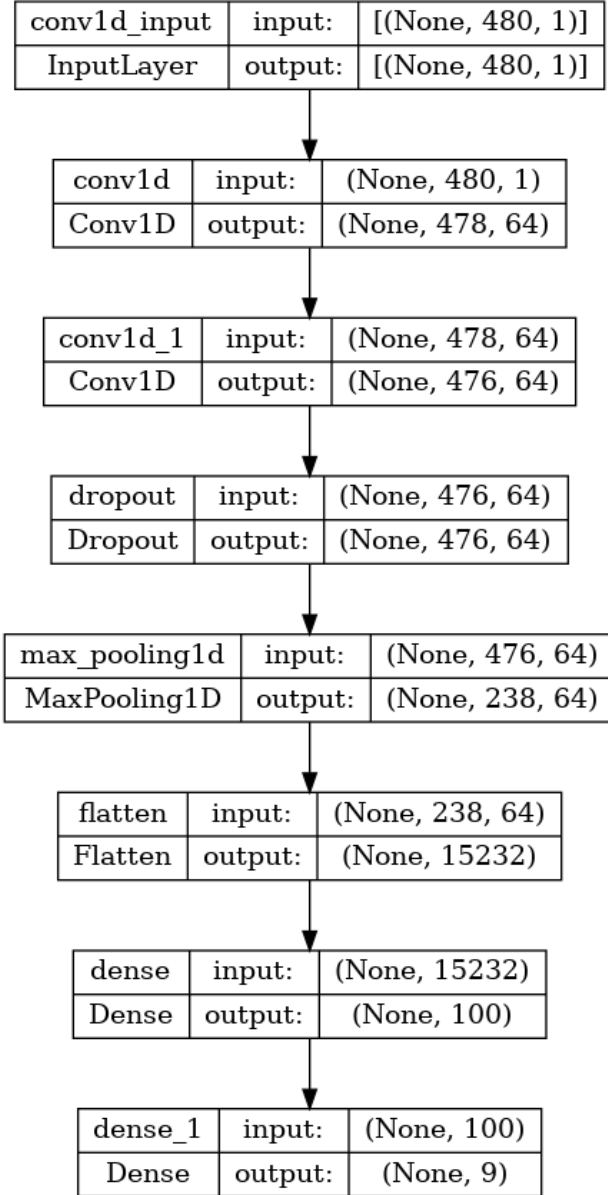 conv1d_input input: [(None, 480, 1)]
InputLayer output: [(None, 480, 1)]
conv1d input: (None, 480, 1)
Conv1D output: (None, 478, 64)
conv1d_1 input: (None, 478, 64)
Conv1D output: (None, 476, 64)
dropout input: (None, 476, 64)
Dropout output: (None, 476, 64)
max_pooling1d input: (None, 476, 64)
MaxPooling1D output: (None, 238, 64)
flatten input: (None, 238, 64)
Flatten output: (None, 15232)
dense input: (None, 15232)
Dense output: (None, 100)
dense_1 input: (None, 100)
Dense output: (None, 9)